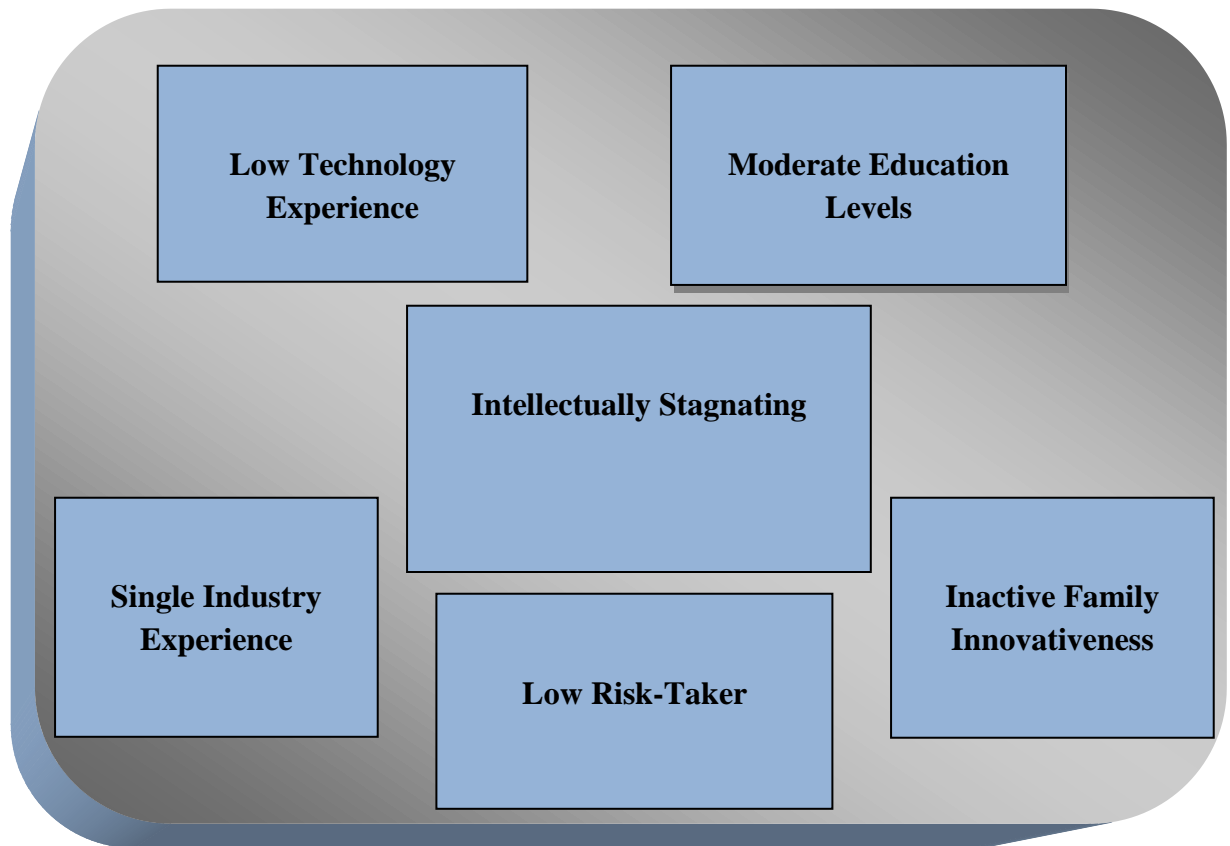 Low Technology
Experience
Moderate Education
Levels
Intellectually Stagnating
Single Industry
Experience
Low Risk-Taker
Inactive Family
Innovativeness